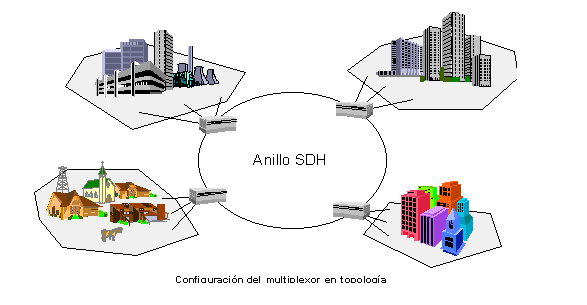 Anillo SDH
Configuración del multiplexor en topología